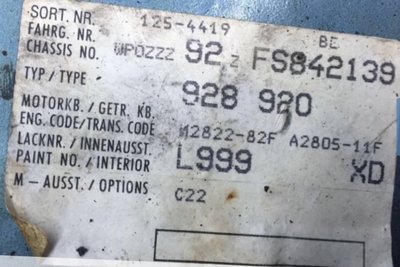 SORT. NR. 125-4419
FAHRG. NR. BE
CHASSIS NO. WPOZZZ 92 Z FS842139
TYP / TYPE 928 920
MOTORKB. / GETR. KB.
ENG. CODE/TRANS. CODE M2822-82F A2805-11F
LACKNR. / INNENAUSST.
PAINT NO. / INTERIOR L999 XD
M – AUSST. / OPTIONS
C22